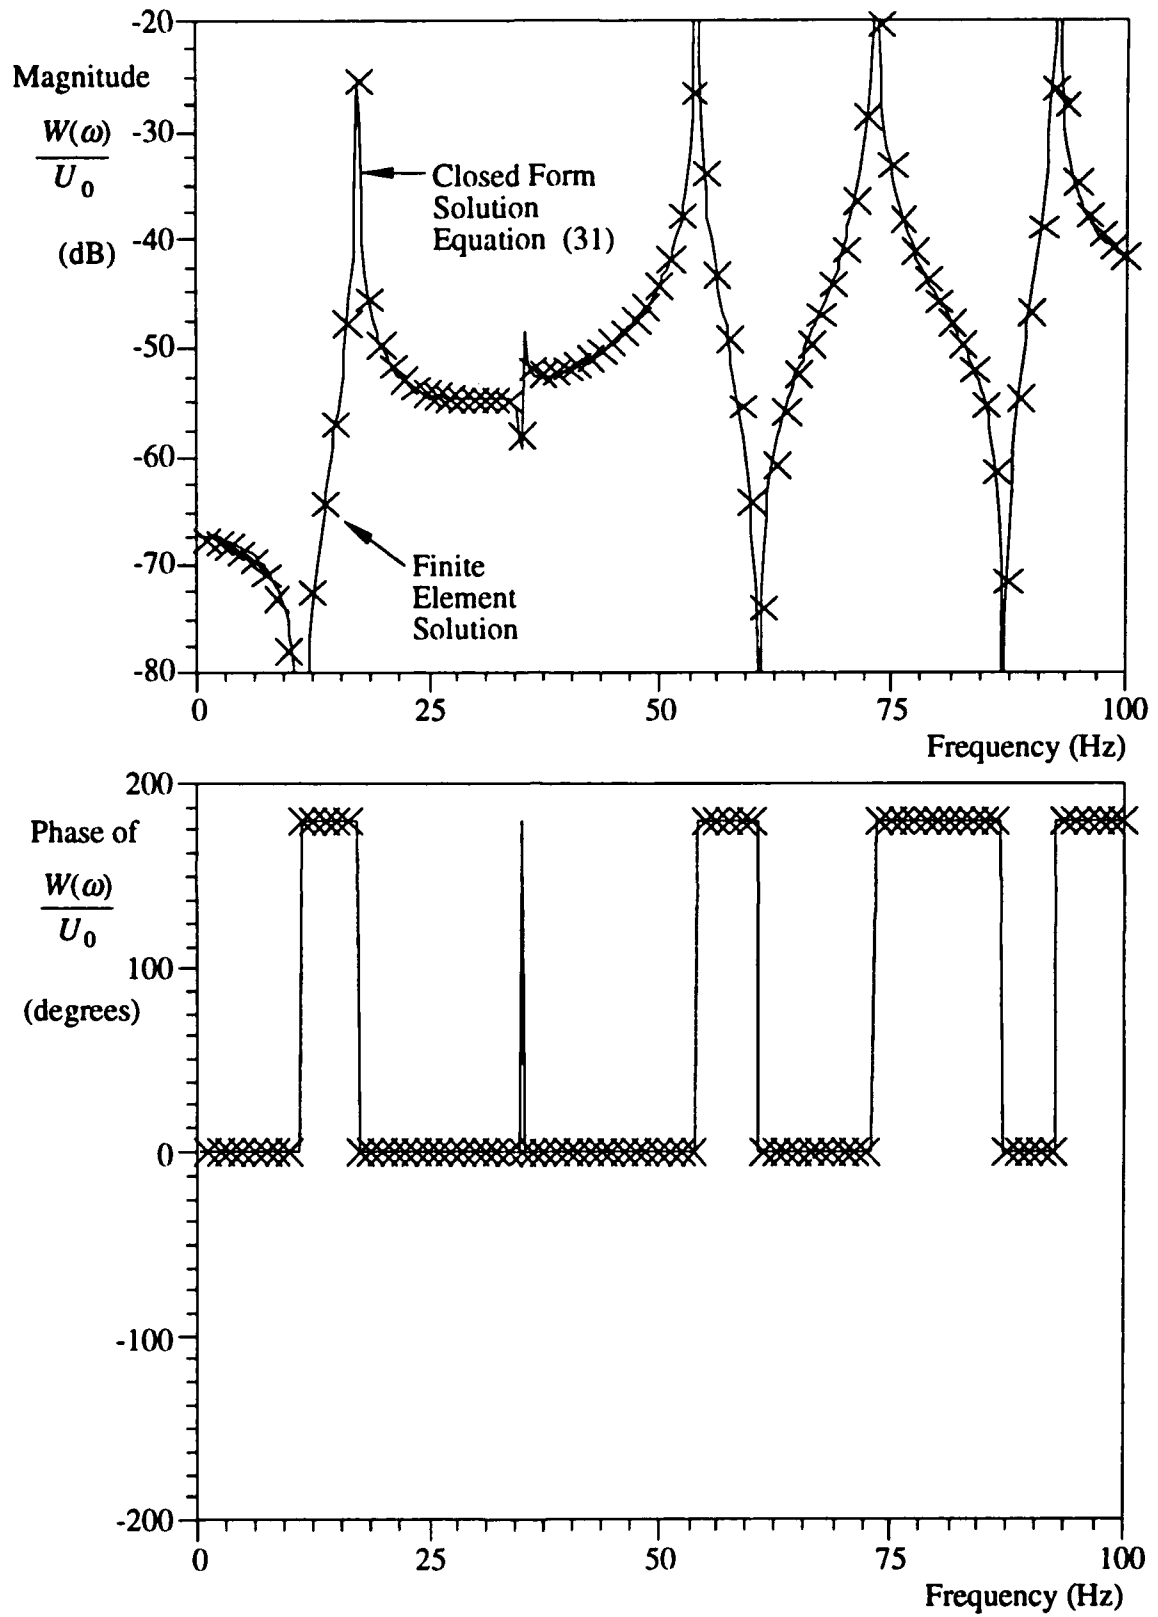 -20
Magnitude
W(ω)
U0
(dB)
-30
-40
-50
-60
-70
-80
Closed Form
Solution
Equation (31)
Finite
Element
Solution
0 25 50 75 100
Frequency (Hz)
200
Phase of
W(ω)
U0
(degrees)
100
0
-100
-200
0 25 50 75 100
Frequency (Hz)